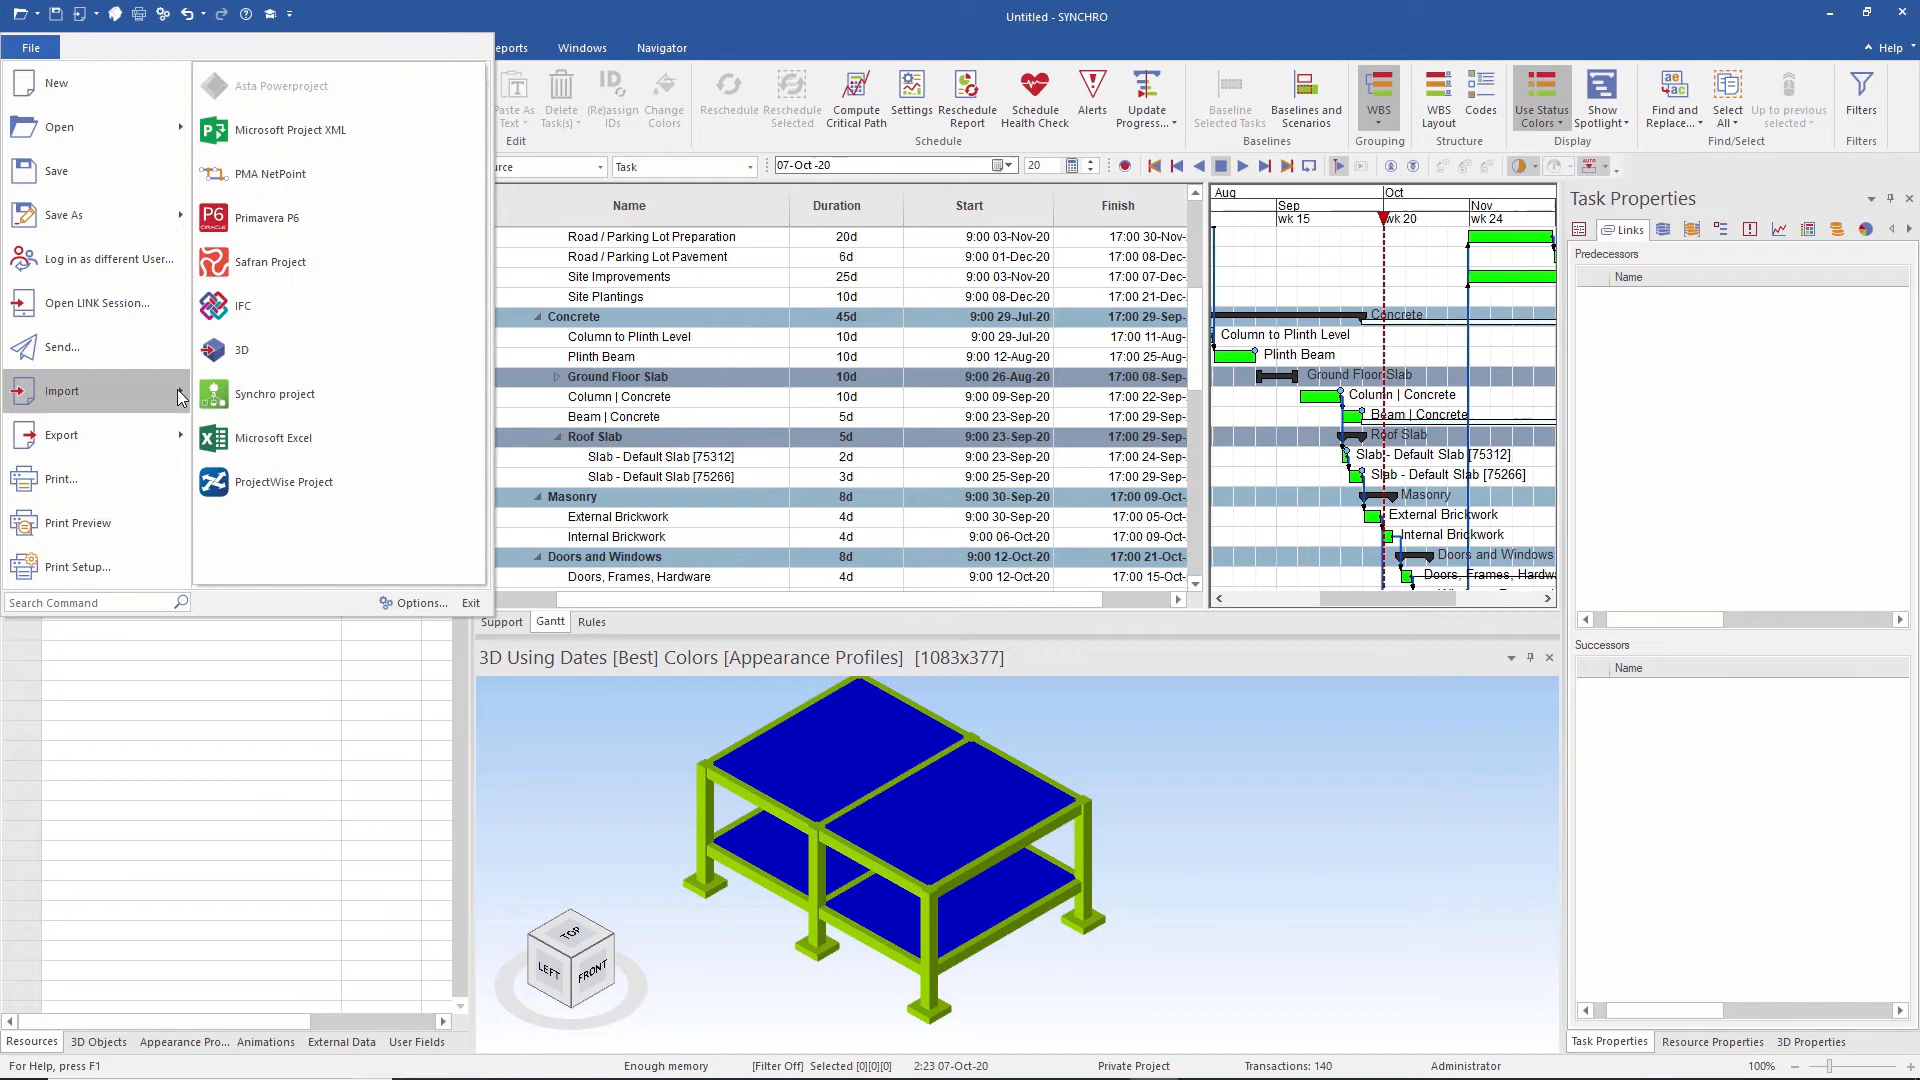 Untitled - SYNCHRO
File
eports
Windows
Navigator
Help
New
Open
Save
Save As
Log in as different User...
Open LINK Session...
Send...
Import
Export
Print...
Print Preview
Print Setup...
Search Command
Options...
Exit
Asta Powerproject
Microsoft Project XML
PMA NetPoint
Primavera P6
Safran Project
IFC
3D
Synchro project
Microsoft Excel
ProjectWise Project
Paste As Text
Delete Task(s)
(Re)assign IDs
Change Colors
Edit
Reschedule
Reschedule Selected
Compute Critical Path
Settings
Reschedule Report
Schedule Health Check
Alerts
Update Progress...
Schedule
Baseline Selected Tasks
Baselines and Scenarios
Baselines
WBS
Grouping
WBS Layout
Codes
Structure
Use Status Colors
Show Spotlight
Display
Find and Replace...
Select All
Up to previous selected
Find/Select
Filters
Filters
urce
Task
07-Oct-20
20
AUTO
Name Duration Start Finish
Road / Parking Lot Preparation 20d 9:00 03-Nov-20 17:00 30-Nov-
Road / Parking Lot Pavement 6d 9:00 01-Dec-20 17:00 08-Dec-
Site Improvements 25d 9:00 03-Nov-20 17:00 07-Dec-
Site Plantings 10d 9:00 08-Dec-20 17:00 21-Dec-
Concrete 45d 9:00 29-Jul-20 17:00 29-Sep-
Column to Plinth Level 10d 9:00 29-Jul-20 17:00 11-Aug-
Plinth Beam 10d 9:00 12-Aug-20 17:00 25-Aug-
Ground Floor Slab 10d 9:00 26-Aug-20 17:00 08-Sep-
Column | Concrete 10d 9:00 09-Sep-20 17:00 22-Sep-
Beam | Concrete 5d 9:00 23-Sep-20 17:00 29-Sep-
Roof Slab 5d 9:00 23-Sep-20 17:00 29-Sep-
Slab - Default Slab [75312] 2d 9:00 23-Sep-20 17:00 24-Sep-
Slab - Default Slab [75266] 3d 9:00 25-Sep-20 17:00 29-Sep-
Masonry 8d 9:00 30-Sep-20 17:00 09-Oct-
External Brickwork 4d 9:00 30-Sep-20 17:00 05-Oct-
Internal Brickwork 4d 9:00 06-Oct-20 17:00 09-Oct-
Doors and Windows 8d 9:00 12-Oct-20 17:00 21-Oct-
Doors, Frames, Hardware 4d 9:00 12-Oct-20 17:00 15-Oct-
Aug Oct
Sep Nov
wk 15 wk 20 wk 24
Concrete
Column to Plinth Level
Plinth Beam
Ground Floor Slab
Column | Concrete
Beam | Concrete
Roof Slab
Slab - Default Slab [75312]
Slab - Default Slab [75266]
Masonry
External Brickwork
Internal Brickwork
Doors and Windows
Doors, Frames, Hardwa
Support
Gantt
Rules
3D Using Dates [Best] Colors [Appearance Profiles] [1083x377]
TOP
LEFT
FRONT
Task Properties
Links
Predecessors
Name
Successors
Name
Resources
3D Objects
Appearance Pro...
Animations
External Data
User Fields
Task Properties
Resource Properties
3D Properties
For Help, press F1
Enough memory
[Filter Off]
Selected [0][0][0]
2:23 07-Oct-20
Private Project
Transactions: 140
Administrator
100%